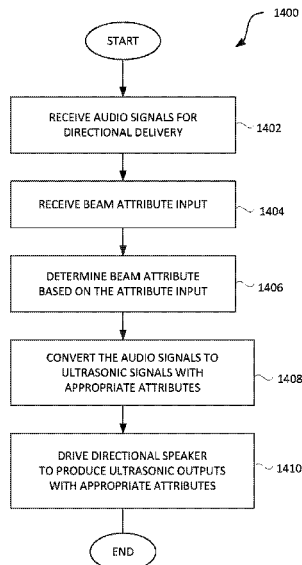 1400
START
RECEIVE AUDIO SIGNALS FOR
DIRECTIONAL DELIVERY
1402
RECEIVE BEAM ATTRIBUTE INPUT
1404
DETERMINE BEAM ATTRIBUTE
BASED ON THE ATTRIBUTE INPUT
1406
CONVERT THE AUDIO SIGNALS TO
ULTRASONIC SIGNALS WITH
APPROPRIATE ATTRIBUTES
1408
DRIVE DIRECTIONAL SPEAKER
TO PRODUCE ULTRASONIC OUTPUTS
WITH APPROPRIATE ATTRIBUTES
1410
END